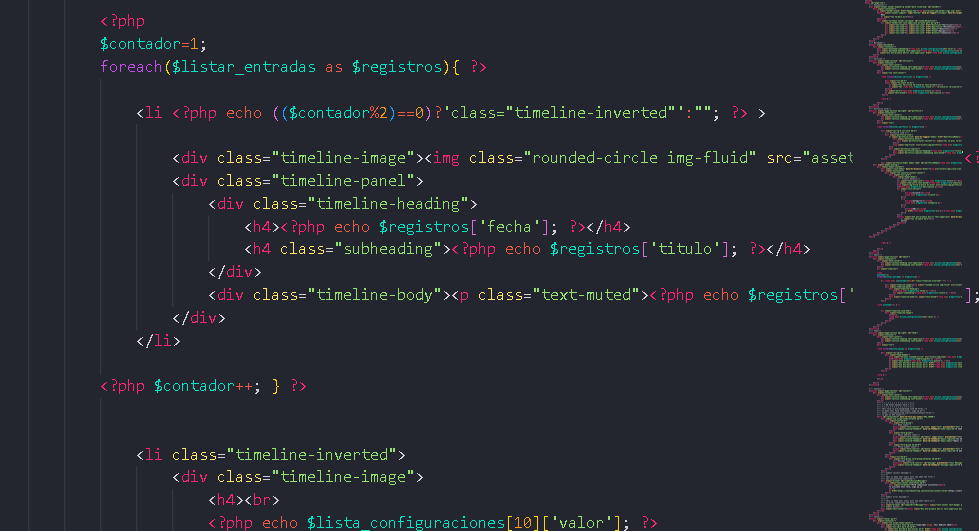 <?php
$contador=1;
foreach($listar_entradas as $registros){ ?>
<li <?php echo (($contador%2)==0)?'class="timeline-inverted"':""; ?> >
<div class="timeline-image"><img class="rounded-circle img-fluid" src="asset
<div class="timeline-panel">
<div class="timeline-heading">
<h4><?php echo $registros['fecha']; ?></h4>
<h4 class="subheading"><?php echo $registros['titulo']; ?></h4>
</div>
<div class="timeline-body"><p class="text-muted"><?php echo $registros['
</div>
</li>
<?php $contador++; } ?>
<li class="timeline-inverted">
<div class="timeline-image">
<h4><br>
<?php echo $lista_configuraciones[10]['valor']; ?>